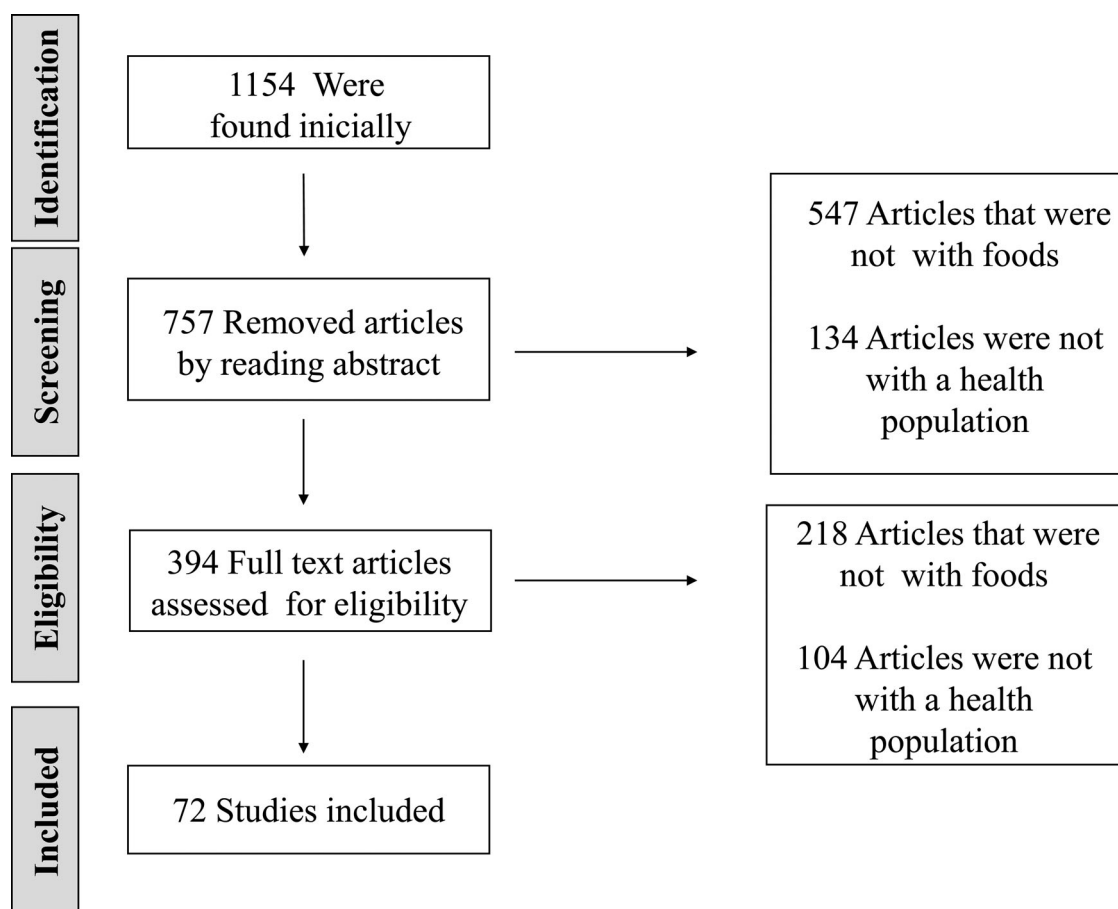 Identification
1154 Were
found inicially
Screening
757 Removed articles
by reading abstract
547 Articles that were
not with foods
134 Articles were not
with a health
population
Eligibility
394 Full text articles
assessed for eligibility
218 Articles that were
not with foods
104 Articles were not
with a health
population
Included
72 Studies included